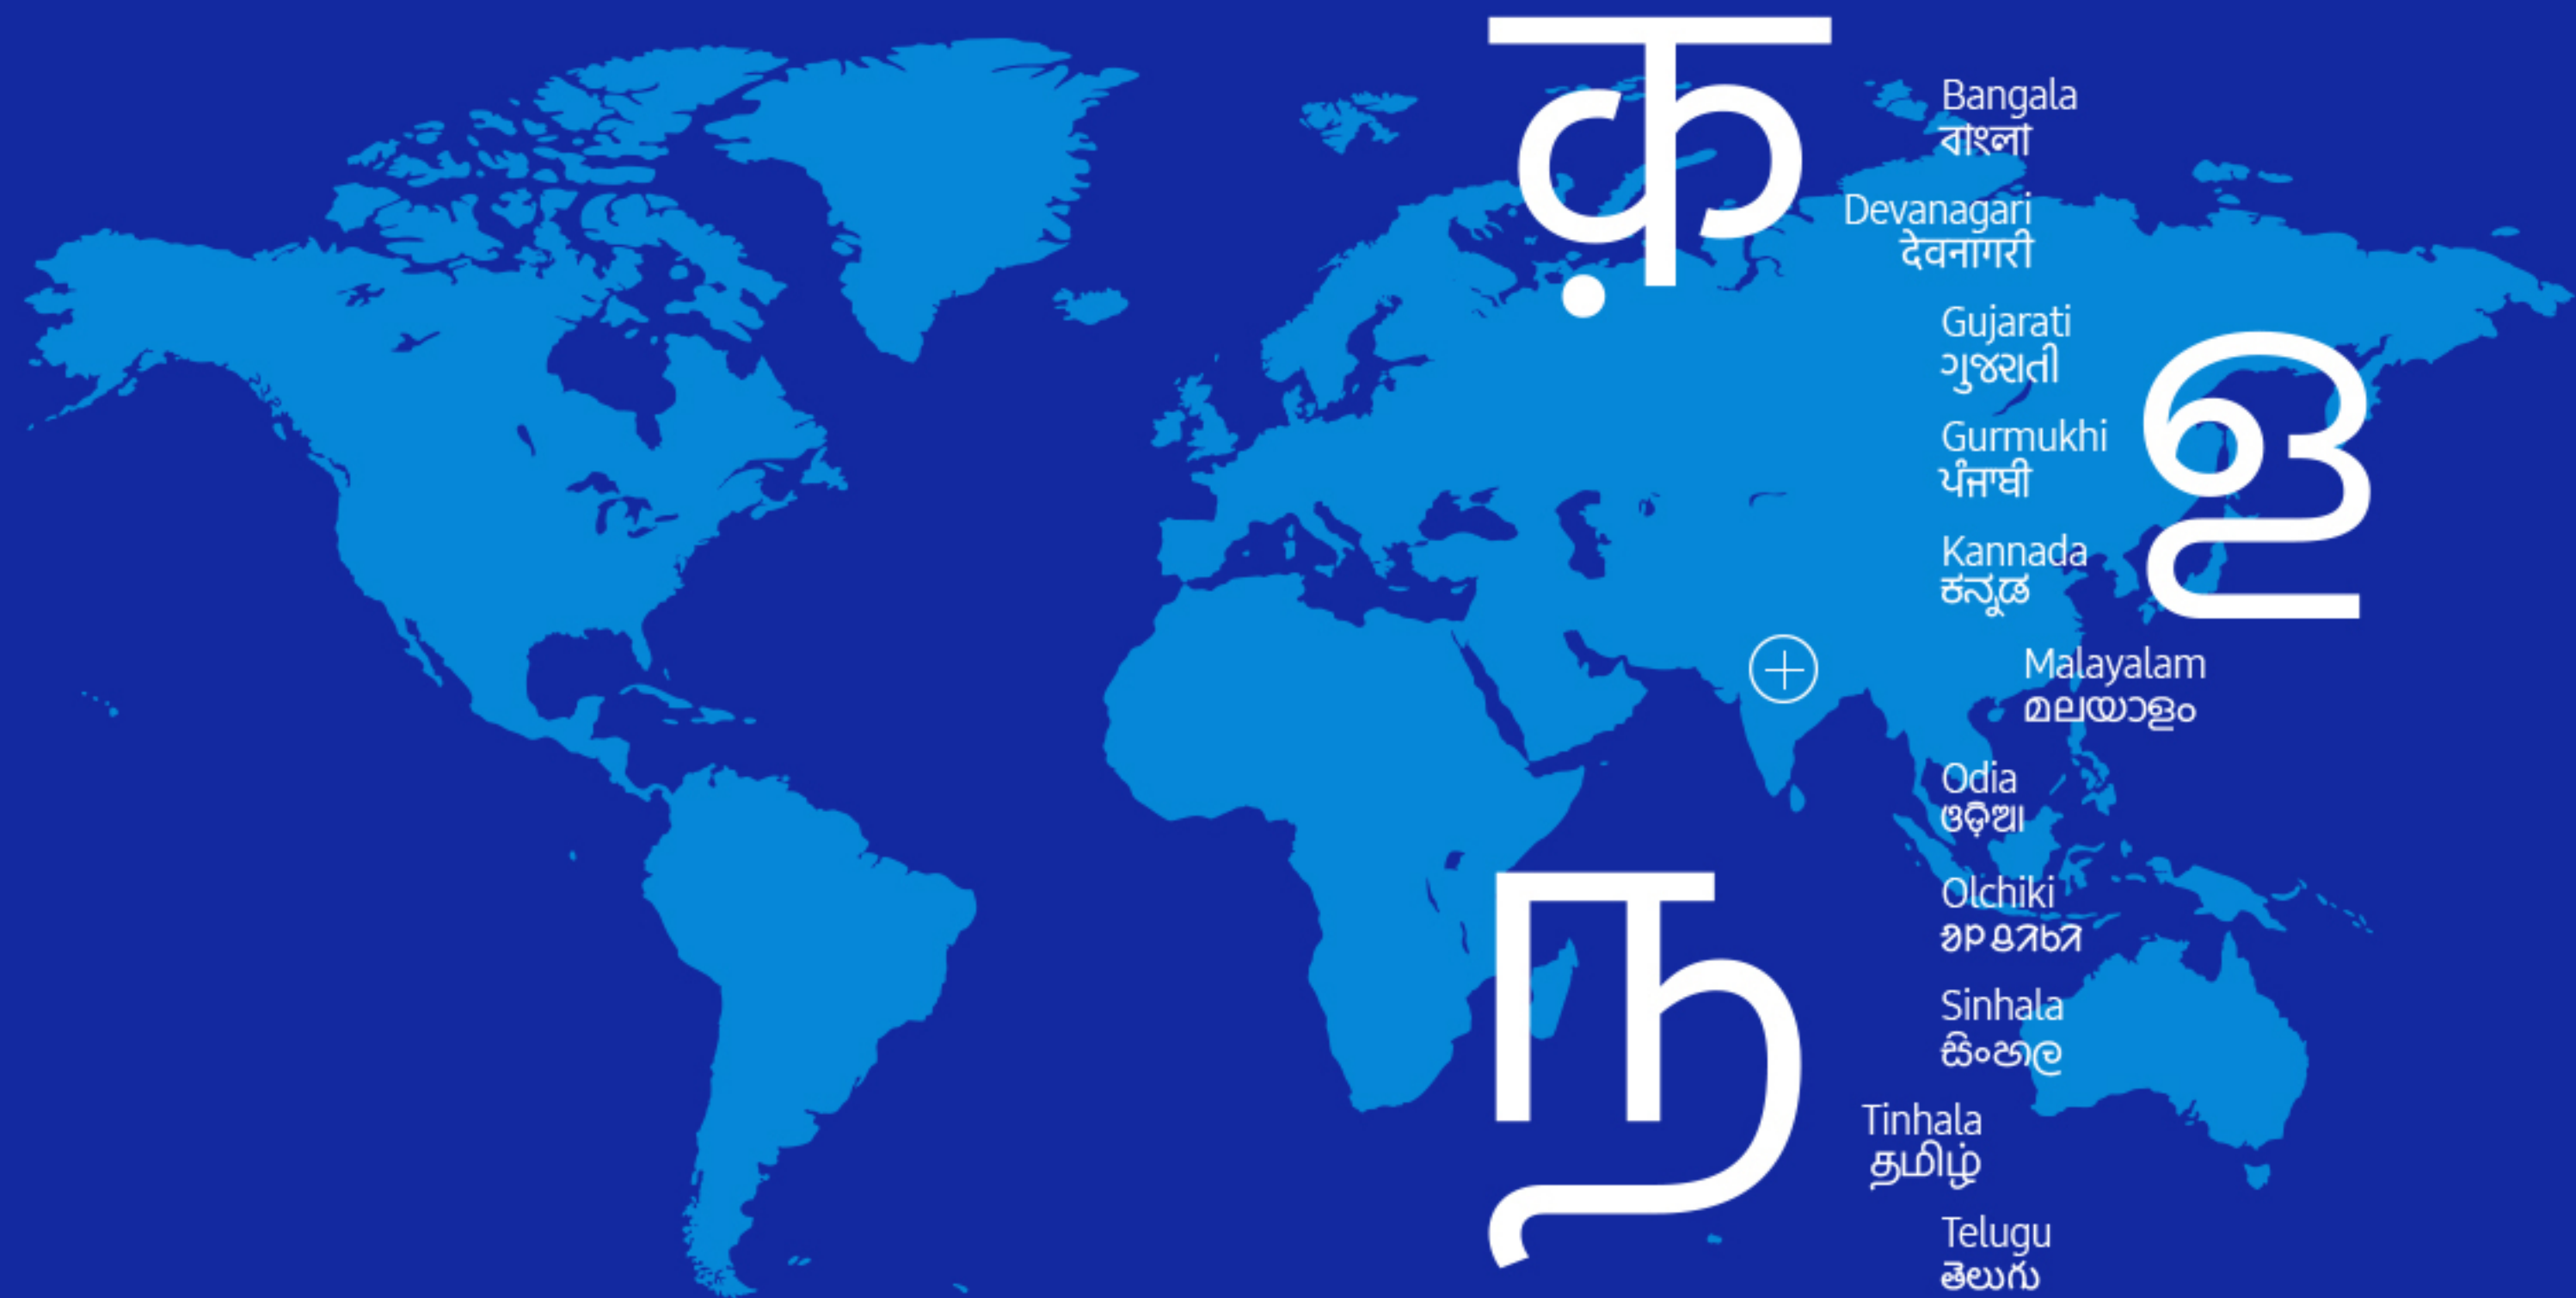 क़
Bangala
বাংলা
Devanagari
देवनागरी
Gujarati
ગુજરાતી
ള
Gurmukhi
ਪੰਜਾਬੀ
Kannada
ಕನ್ನಡ
Malayalam
മലയാളം
Odia
ଓଡ଼ିଆ
Olchiki
ᱚᱞ ᱪᱤᱠᱤ
Sinhala
සිංහල
Tinhala
தமிழ்
Telugu
తెలుగు